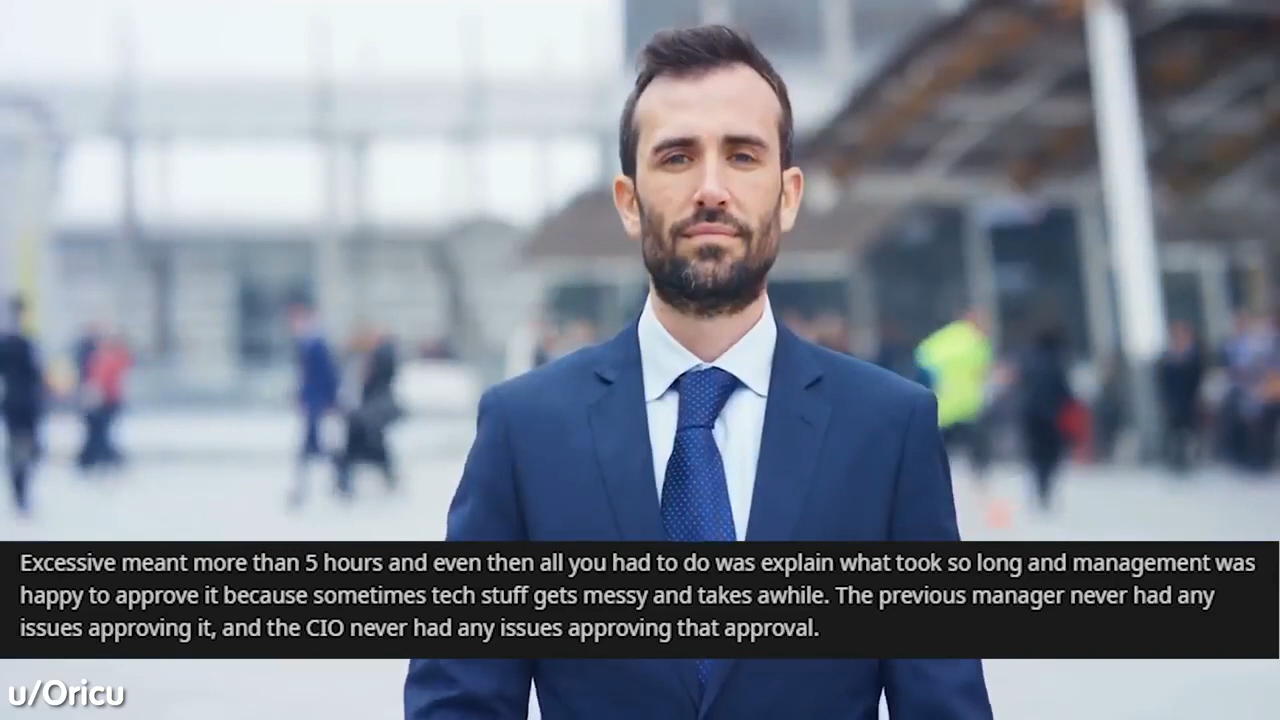 Excessive meant more than 5 hours and even then all you had to do was explain what took so long and management was
happy to approve it because sometimes tech stuff gets messy and takes awhile. The previous manager never had any
issues approving it, and the CIO never had any issues approving that approval.
u/Oricu